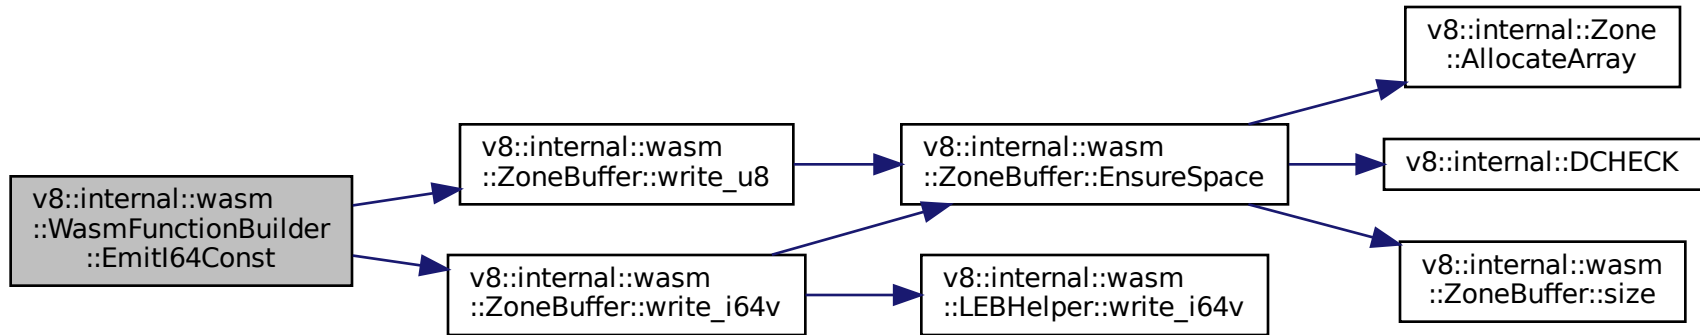 v8::internal::wasm
::WasmFunctionBuilder
::EmitI64Const
v8::internal::wasm
::ZoneBuffer::write_u8
v8::internal::wasm
::ZoneBuffer::write_i64v
v8::internal::wasm
::ZoneBuffer::EnsureSpace
v8::internal::wasm
::LEBHelper::write_i64v
v8::internal::Zone
::AllocateArray
v8::internal::DCHECK
v8::internal::wasm
::ZoneBuffer::size